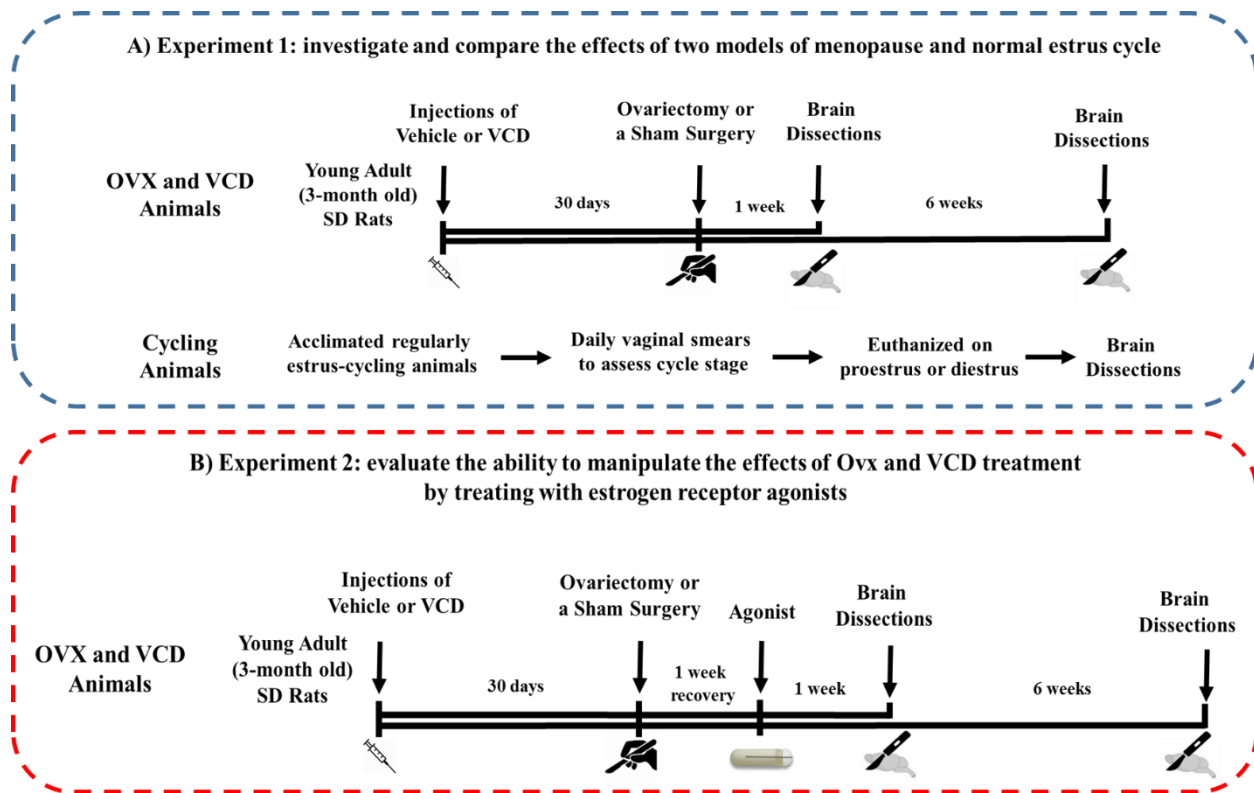 A) Experiment 1: investigate and compare the effects of two models of menopause and normal estrus cycle
Injections of
Vehicle or VCD
Ovariectomy or
a Sham Surgery
Brain
Dissections
Brain
Dissections
OVX and VCD
Animals
Young Adult
(3-month old)
SD Rats
30 days
1 week
6 weeks
Cycling
Animals
Acclimated regularly
estrus-cycling animals
Daily vaginal smears
to assess cycle stage
Euthanized on
proestrus or diestrus
Brain
Dissections
B) Experiment 2: evaluate the ability to manipulate the effects of Ovx and VCD treatment
by treating with estrogen receptor agonists
Injections of
Vehicle or VCD
Ovariectomy or
a Sham Surgery
Agonist
Brain
Dissections
Brain
Dissections
OVX and VCD
Animals
Young Adult
(3-month old)
SD Rats
30 days
1 week
recovery
1 week
6 weeks